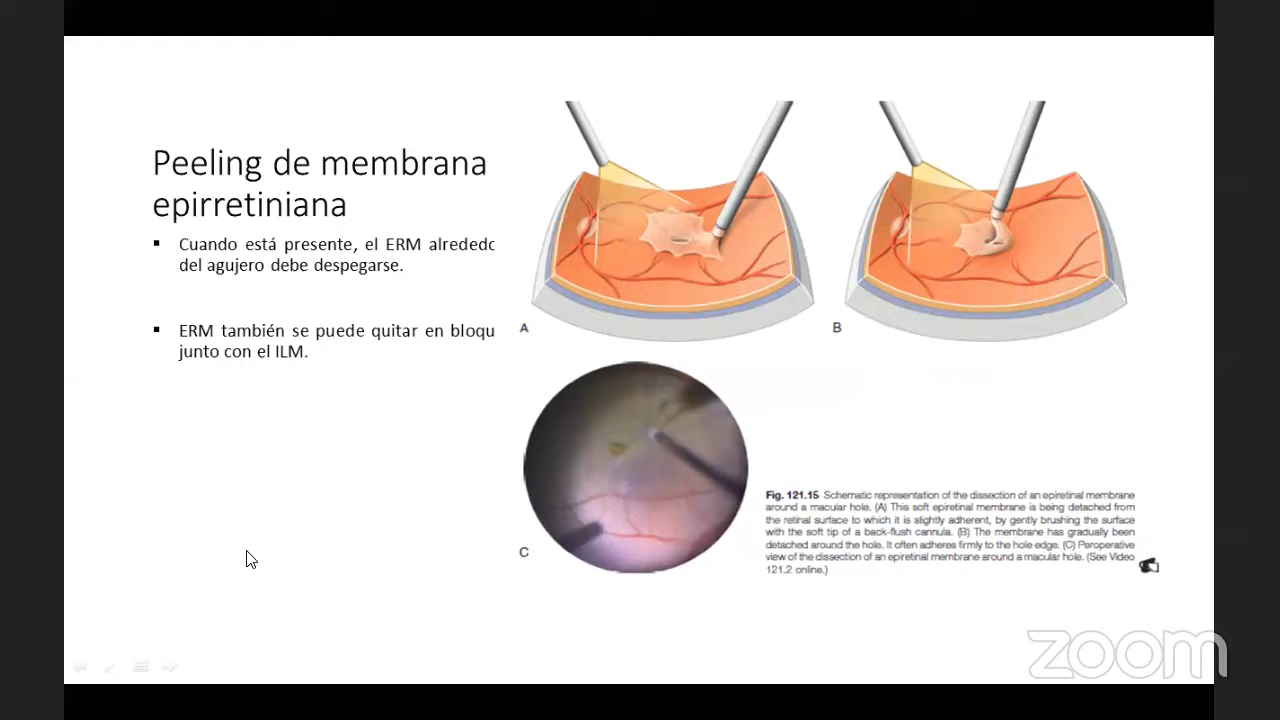 Peeling de membrana
epirretiniana
▪ Cuando está presente, el ERM alrededc
del agujero debe despegarse.
▪ ERM también se puede quitar en bloqu
junto con el ILM.
A
B
C
Fig. 121.15 Schematic representation of the dissection of an epiretinal membrane
around a macular hole. (A) This soft epiretinal membrane is being detached from
the retinal surface to which it is slightly adherent, by gently brushing the surface
with the soft tip of a back-flush cannula. (B) The membrane has gradually been
detached around the hole. It often adheres firmly to the hole edge. (C) Peroperative
view of the dissection of an epiretinal membrane around a macular hole. (See Video
121.2 online.)
zoom